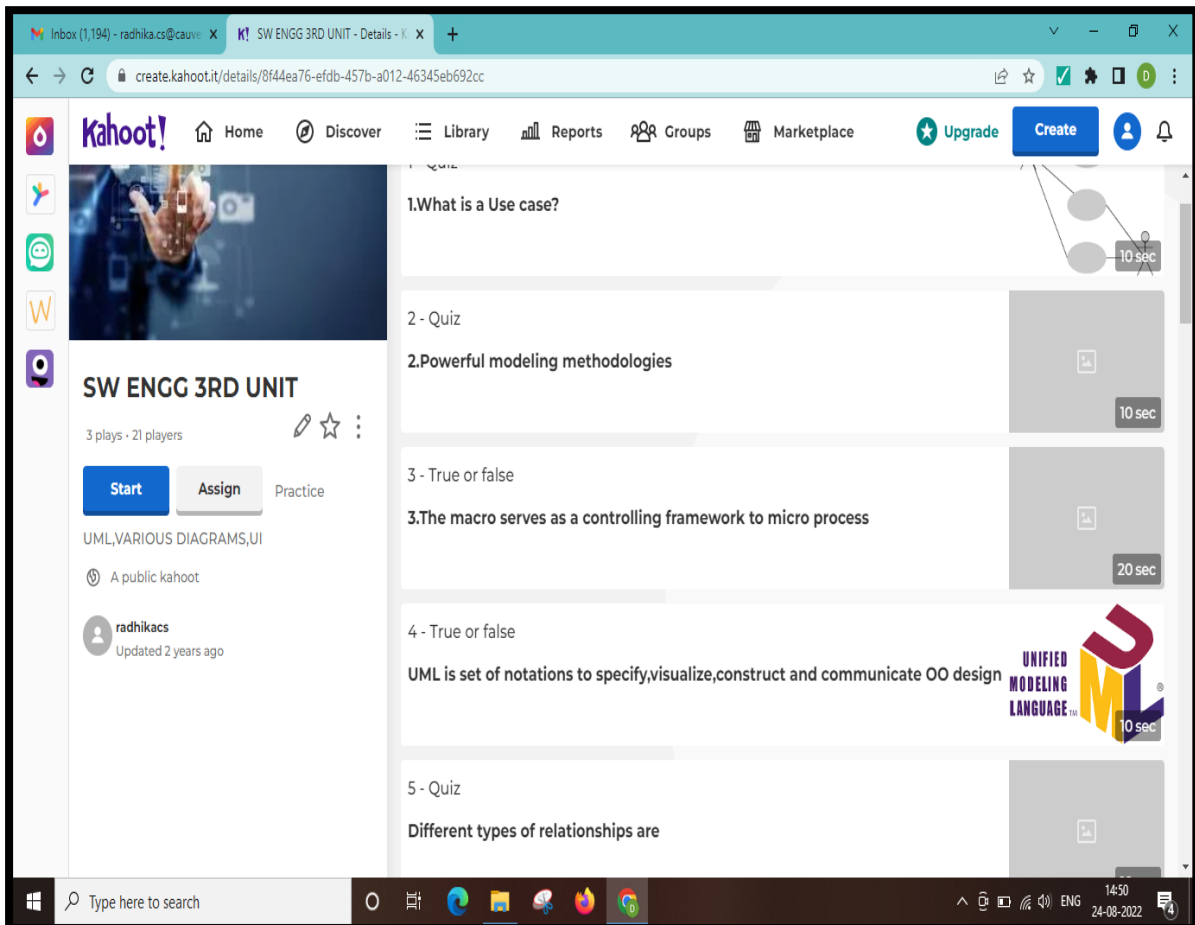 Inbox (1,194) - radhika.cs@cauve X
K! SW ENGG 3RD UNIT - Details - K X +
create.kahoot.it/details/8f44ea76-efdb-457b-a012-46345eb692cc
D
Kahoot!
Home
Discover
Library
Reports
Groups
Marketplace
Upgrade
Create
1 - Quiz
1.What is a Use case?
10 sec
2 - Quiz
2.Powerful modeling methodologies
10 sec
SW ENGG 3RD UNIT
3 plays · 21 players
Start
Assign
Practice
UML,VARIOUS DIAGRAMS,UI
A public kahoot
radhikacs
Updated 2 years ago
3 - True or false
3.The macro serves as a controlling framework to micro process
20 sec
4 - True or false
UML is set of notations to specify,visualize,construct and communicate OO design
UNIFIED
MODELING
LANGUAGE TM
UML ®
10 sec
5 - Quiz
Different types of relationships are
Type here to search
ENG
14:50
24-08-2022
4